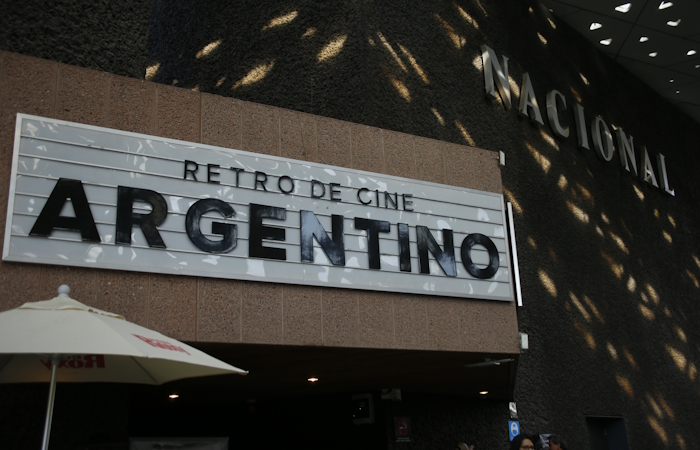 NACIONAL
RETRO DE CINE
ARGENTINO